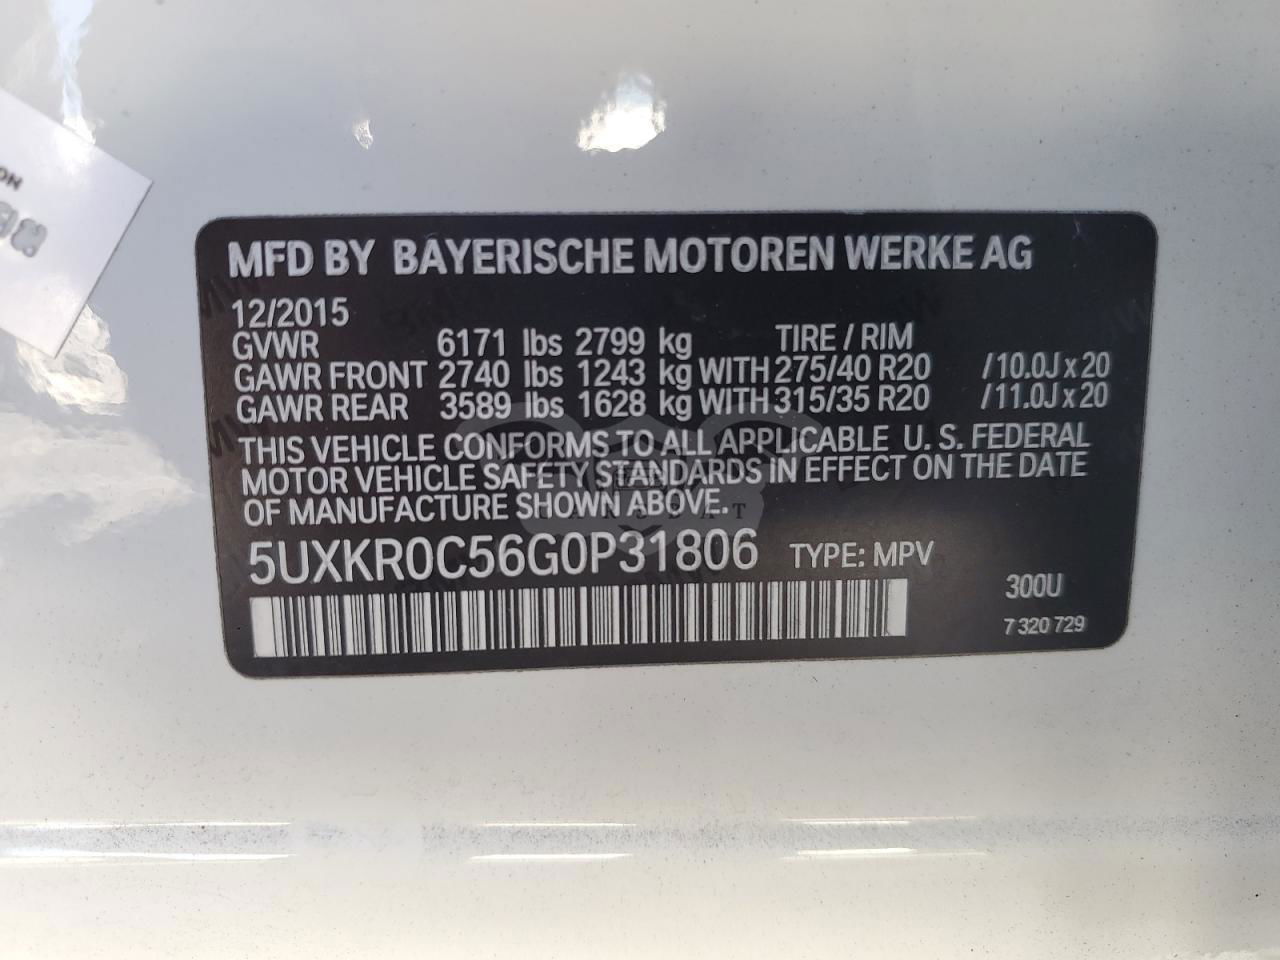 MFD BY BAYERISCHE MOTOREN WERKE AG
12/2015
GVWR 6171 lbs 2799 kg TIRE / RIM
GAWR FRONT 2740 lbs 1243 kg WITH 275/40 R20 /10.0J x 20
GAWR REAR 3589 lbs 1628 kg WITH 315/35 R20 /11.0J x 20
THIS VEHICLE CONFORMS TO ALL APPLICABLE U. S. FEDERAL
MOTOR VEHICLE SAFETY STANDARDS IN EFFECT ON THE DATE
OF MANUFACTURE SHOWN ABOVE.
5UXKR0C56G0P31806 TYPE: MPV
300U
7 320 729